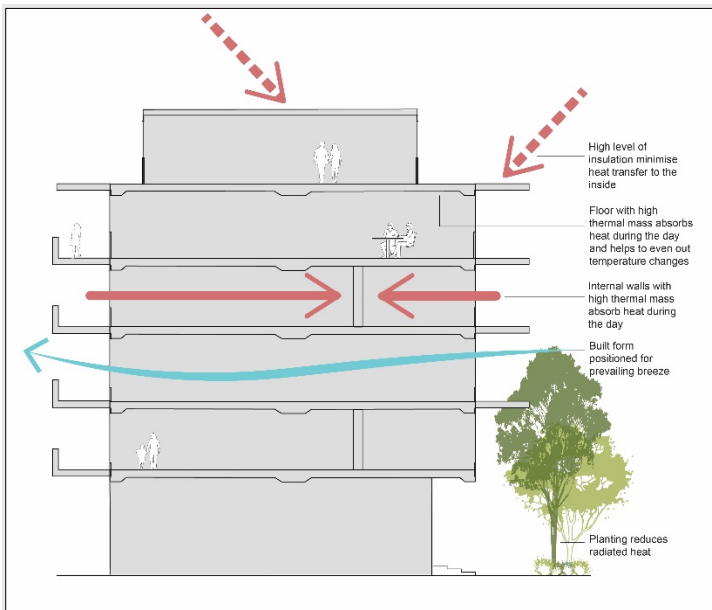 High level of
insulation minimise
heat transfer to the
inside
Floor with high
thermal mass absorbs
heat during the day
and helps to even out
temperature changes
Internal walls with
high thermal mass
absorb heat during
the day
Built form
positioned for
prevailing breeze
Planting reduces
radiated heat